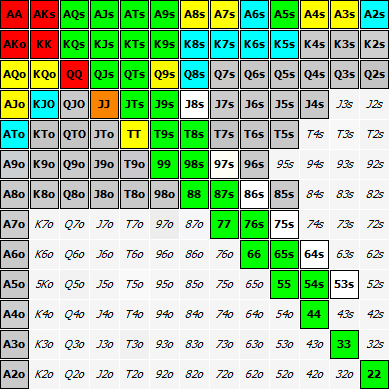 AA AKs AQs AJs ATs A9s A8s A7s A6s A5s A4s A3s A2s
AKo KK KQs KJs KTs K9s K8s K7s K6s K5s K4s K3s K2s
AQo KQo QQ QJs QTs Q9s Q8s Q7s Q6s Q5s Q4s Q3s Q2s
AJo KJO QJO JJ JTs J9s J8s J7s J6s J5s J4s J3s J2s
ATo KTo QTO JTo TT T9s T8s T7s T6s T5s T4s T3s T2s
A9o K9o Q9o J9o T9o 99 98s 97s 96s 95s 94s 93s 92s
A8o K8o Q8o J8o T8o 98o 88 87s 86s 85s 84s 83s 82s
A7o K7o Q7o J7o T7o 97o 87o 77 76s 75s 74s 73s 72s
A6o K6o Q6o J6o T6o 96o 86o 76o 66 65s 64s 63s 62s
A5o 5Ko Q5o J5o T5o 95o 85o 75o 65o 55 54s 53s 52s
A4o K4o Q4o J4o T4o 94o 84o 74o 64o 54o 44 43s 42s
A3o K3o Q3o J3o T3o 93o 83o 73o 63o 53o 43o 33 32s
A2o K2o Q2o J2o T2o 92o 82o 72o 62o 52o 42o 32o 22